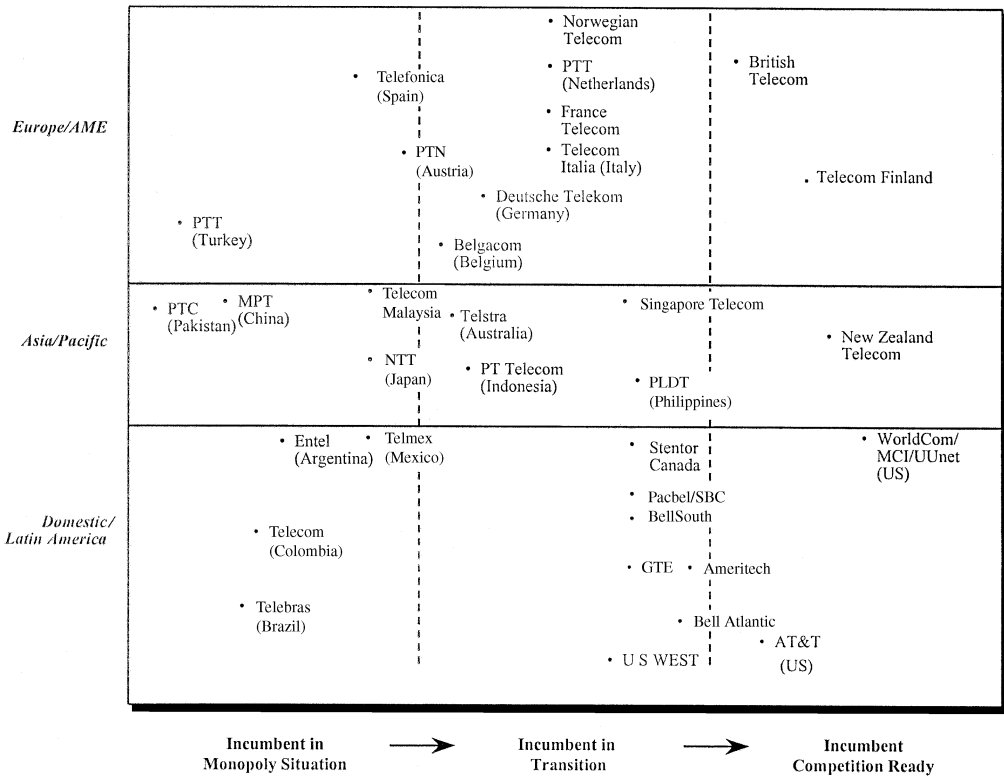 Norwegian
Telecom
British
Telecom
PTT
(Netherlands)
Telefonica
(Spain)
France
Telecom
Europe/AME
Telecom
Italia (Italy)
PTN
(Austria)
Telecom Finland
Deutsche Telekom
(Germany)
PTT
(Turkey)
Belgacom
(Belgium)
Telecom
Malaysia
MPT
(China)
Singapore Telecom
PTC
(Pakistan)
Telstra
(Australia)
Asia/Pacific
New Zealand
Telecom
NTT
(Japan)
PT Telecom
(Indonesia)
PLDT
(Philippines)
Entel
(Argentina)
Telmex
(Mexico)
Stentor
Canada
WorldCom/
MCI/UUnet
(US)
Pacbel/SBC
BellSouth
Domestic/
Latin America
Telecom
(Colombia)
GTE
Ameritech
Telebras
(Brazil)
Bell Atlantic
AT&T
(US)
U S WEST
Incumbent in
Monopoly Situation
Incumbent in
Transition
Incumbent
Competition Ready